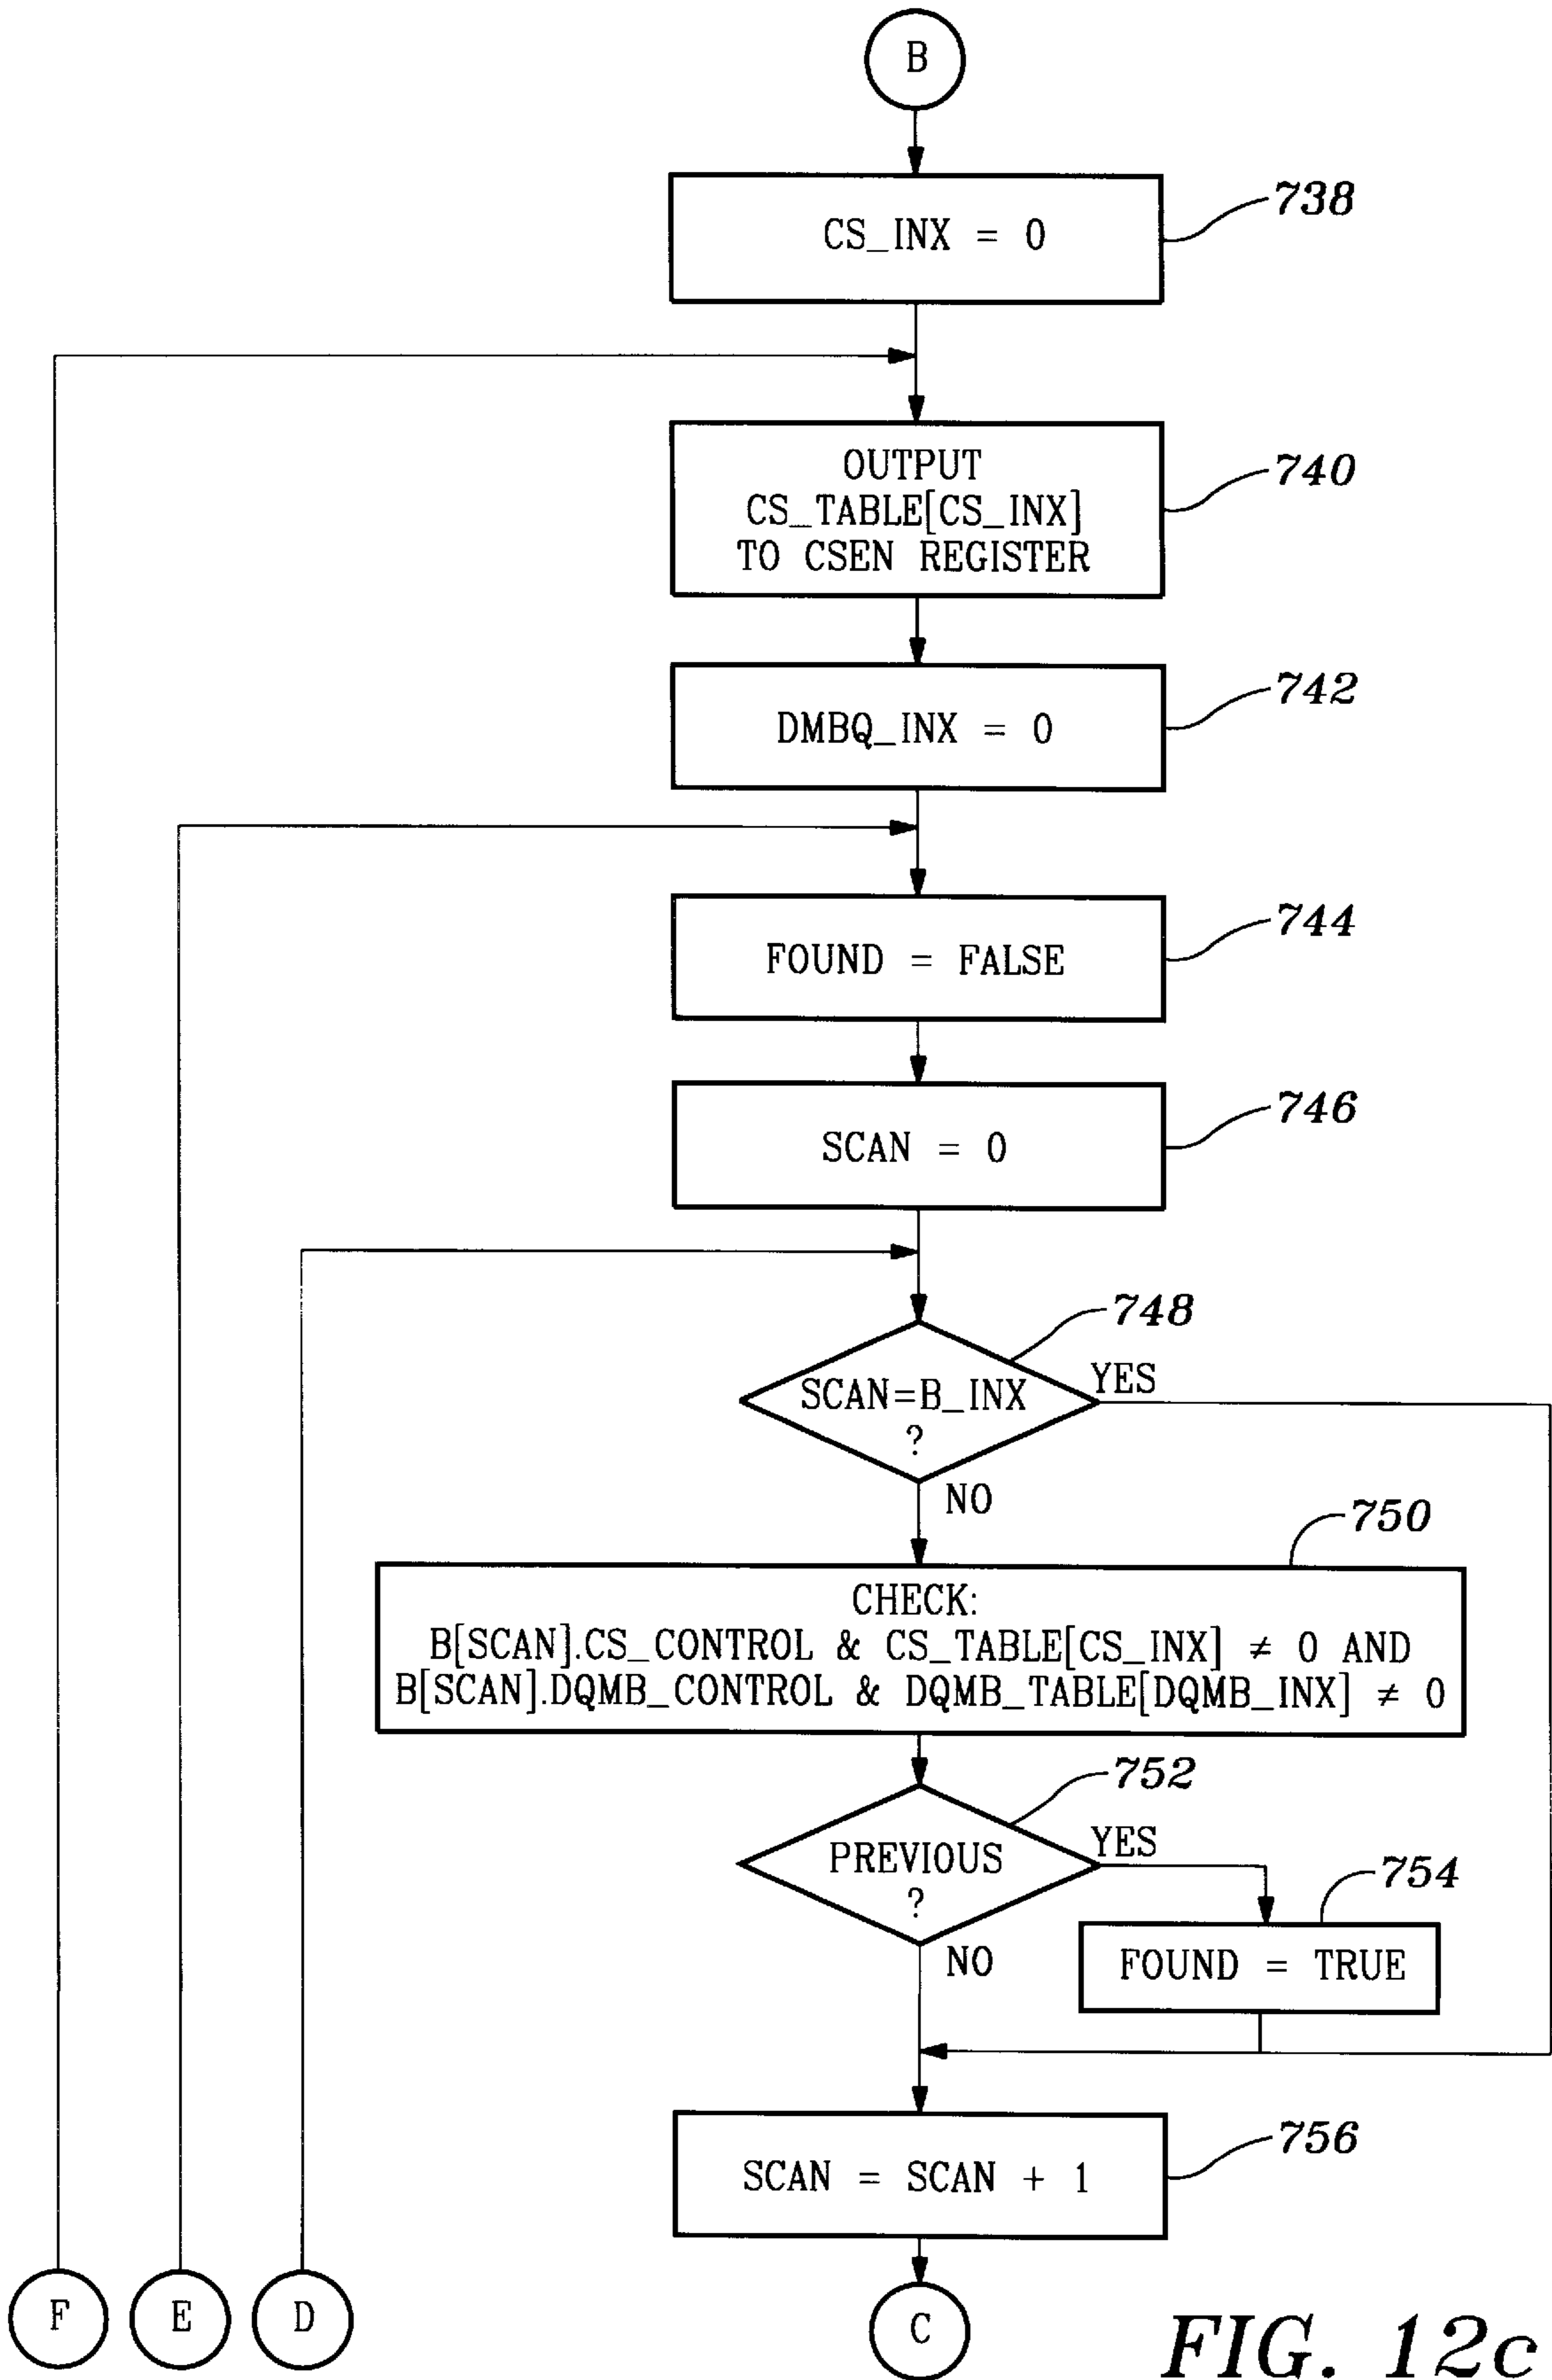 B
CS_INX = 0
738
OUTPUT
CS_TABLE[CS_INX]
TO CSEN REGISTER
740
DMBQ_INX = 0
742
FOUND = FALSE
744
SCAN = 0
746
748
SCAN=B_INX
?
YES
NO
750
CHECK:
B[SCAN].CS_CONTROL & CS_TABLE[CS_INX] ≠ 0 AND
B[SCAN].DQMB_CONTROL & DQMB_TABLE[DQMB_INX] ≠ 0
752
PREVIOUS
?
YES
NO
754
FOUND = TRUE
SCAN = SCAN + 1
756
F
E
D
C
FIG. 12c